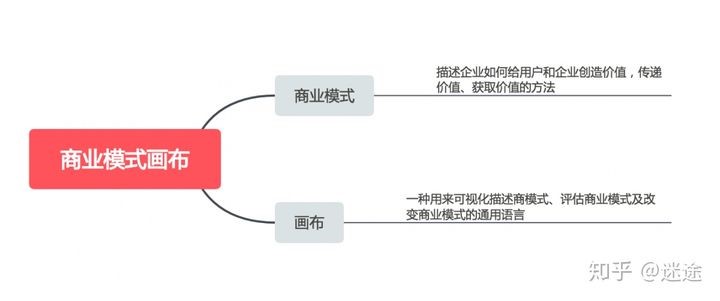 商业模式画布
商业模式
描述企业如何给用户和企业创造价值，传递
价值、获取价值的方法
画布
一种用来可视化描述商模式、评估商业模式及改
变商业模式的通用语言
知乎 @迷途